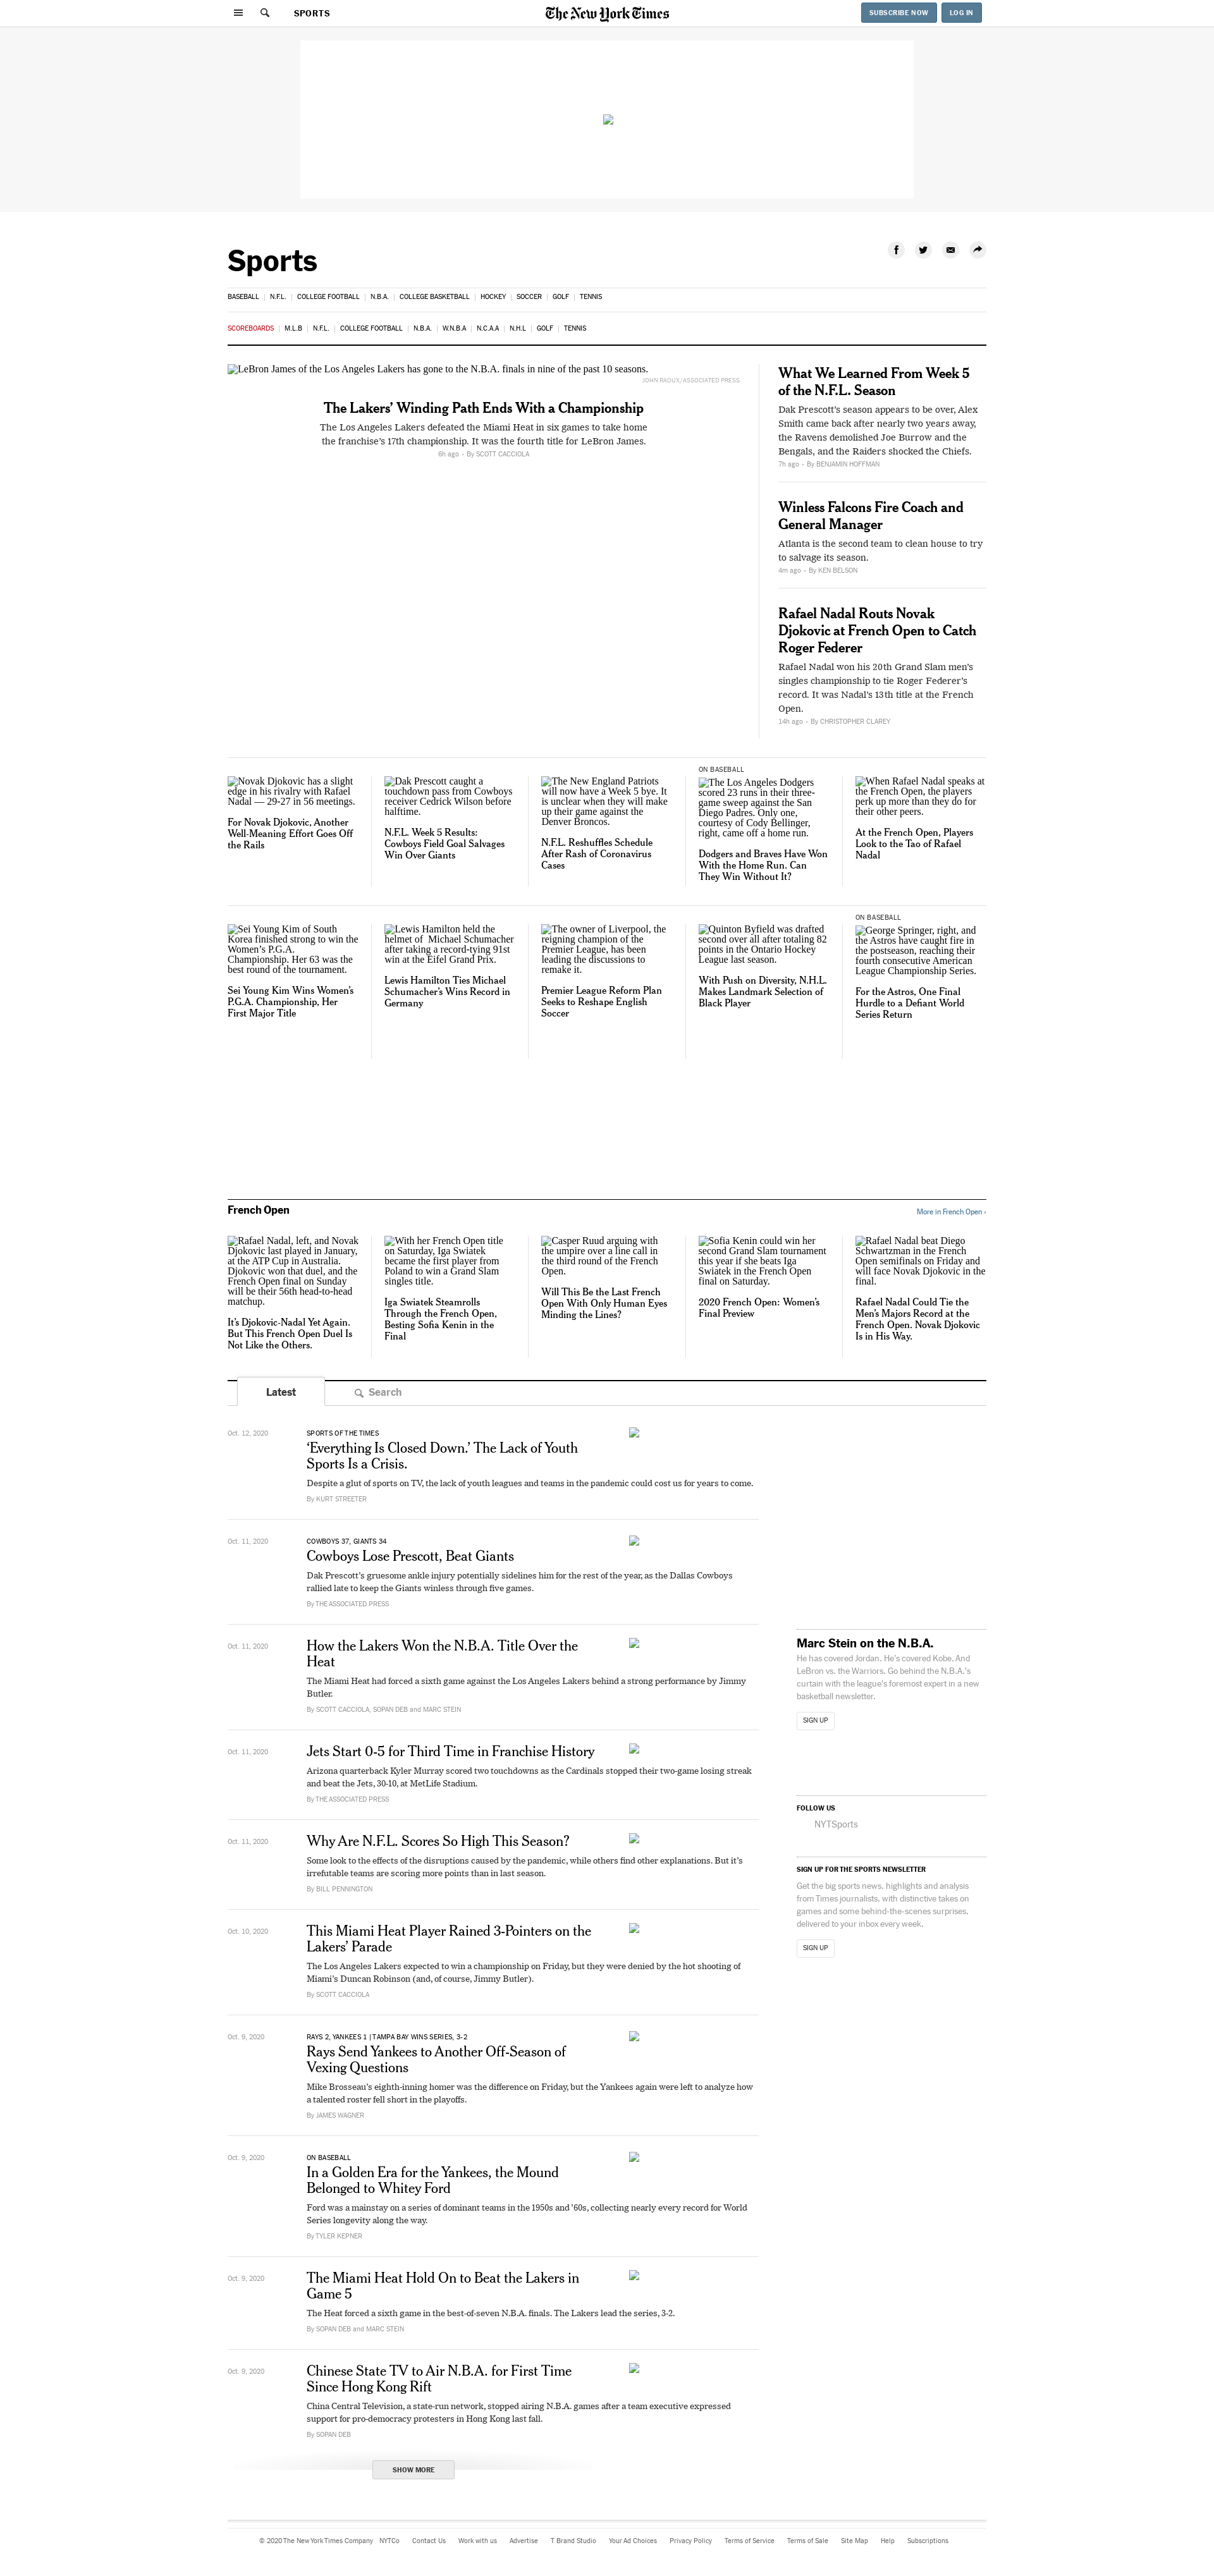 SPORTS
The New York Times
SUBSCRIBE NOW
LOG IN
Sports
BASEBALL | N.F.L. | COLLEGE FOOTBALL | N.B.A. | COLLEGE BASKETBALL | HOCKEY | SOCCER | GOLF | TENNIS
SCOREBOARDS | M.L.B | N.F.L. | COLLEGE FOOTBALL | N.B.A. | W.N.B.A | N.C.A.A | N.H.L | GOLF | TENNIS
LeBron James of the Los Angeles Lakers has gone to the N.B.A. finals in nine of the past 10 seasons.
JOHN RAOUX/ASSOCIATED PRESS
The Lakers’ Winding Path Ends With a Championship
The Los Angeles Lakers defeated the Miami Heat in six games to take home
the franchise’s 17th championship. It was the fourth title for LeBron James.
6h ago • By SCOTT CACCIOLA
What We Learned From Week 5
of the N.F.L. Season
Dak Prescott’s season appears to be over, Alex
Smith came back after nearly two years away,
the Ravens demolished Joe Burrow and the
Bengals, and the Raiders shocked the Chiefs.
7h ago • By BENJAMIN HOFFMAN
Winless Falcons Fire Coach and
General Manager
Atlanta is the second team to clean house to try
to salvage its season.
4m ago • By KEN BELSON
Rafael Nadal Routs Novak
Djokovic at French Open to Catch
Roger Federer
Rafael Nadal won his 20th Grand Slam men’s
singles championship to tie Roger Federer’s
record. It was Nadal’s 13th title at the French
Open.
14h ago • By CHRISTOPHER CLAREY
Novak Djokovic has a slight
edge in his rivalry with Rafael
Nadal — 29-27 in 56 meetings.
For Novak Djokovic, Another
Well-Meaning Effort Goes Off
the Rails
Dak Prescott caught a
touchdown pass from Cowboys
receiver Cedrick Wilson before
halftime.
N.F.L. Week 5 Results:
Cowboys Field Goal Salvages
Win Over Giants
The New England Patriots
will now have a Week 5 bye. It
is unclear when they will make
up their game against the
Denver Broncos.
N.F.L. Reshuffles Schedule
After Rash of Coronavirus
Cases
ON BASEBALL
The Los Angeles Dodgers
scored 23 runs in their three-
game sweep against the San
Diego Padres. Only one,
courtesy of Cody Bellinger,
right, came off a home run.
Dodgers and Braves Have Won
With the Home Run. Can
They Win Without It?
When Rafael Nadal speaks at
the French Open, the players
perk up more than they do for
their other peers.
At the French Open, Players
Look to the Tao of Rafael
Nadal
Sei Young Kim of South
Korea finished strong to win the
Women’s P.G.A.
Championship. Her 63 was the
best round of the tournament.
Sei Young Kim Wins Women’s
P.G.A. Championship, Her
First Major Title
Lewis Hamilton held the
helmet of Michael Schumacher
after taking a record-tying 91st
win at the Eifel Grand Prix.
Lewis Hamilton Ties Michael
Schumacher’s Wins Record in
Germany
The owner of Liverpool, the
reigning champion of the
Premier League, has been
leading the discussions to
remake it.
Premier League Reform Plan
Seeks to Reshape English
Soccer
Quinton Byfield was drafted
second over all after totaling 82
points in the Ontario Hockey
League last season.
With Push on Diversity, N.H.L.
Makes Landmark Selection of
Black Player
ON BASEBALL
George Springer, right, and
the Astros have caught fire in
the postseason, reaching their
fourth consecutive American
League Championship Series.
For the Astros, One Final
Hurdle to a Defiant World
Series Return
French Open
More in French Open ›
Rafael Nadal, left, and Novak
Djokovic last played in January,
at the ATP Cup in Australia.
Djokovic won that duel, and the
French Open final on Sunday
will be their 56th head-to-head
matchup.
It’s Djokovic-Nadal Yet Again.
But This French Open Duel Is
Not Like the Others.
With her French Open title
on Saturday, Iga Swiatek
became the first player from
Poland to win a Grand Slam
singles title.
Iga Swiatek Steamrolls
Through the French Open,
Besting Sofia Kenin in the
Final
Casper Ruud arguing with
the umpire over a line call in
the third round of the French
Open.
Will This Be the Last French
Open With Only Human Eyes
Minding the Lines?
Sofia Kenin could win her
second Grand Slam tournament
this year if she beats Iga
Swiatek in the French Open
final on Saturday.
2020 French Open: Women’s
Final Preview
Rafael Nadal beat Diego
Schwartzman in the French
Open semifinals on Friday and
will face Novak Djokovic in the
final.
Rafael Nadal Could Tie the
Men’s Majors Record at the
French Open. Novak Djokovic
Is in His Way.
Latest
Search
Oct. 12, 2020
SPORTS OF THE TIMES
‘Everything Is Closed Down.’ The Lack of Youth
Sports Is a Crisis.
Despite a glut of sports on TV, the lack of youth leagues and teams in the pandemic could cost us for years to come.
By KURT STREETER
Oct. 11, 2020
COWBOYS 37, GIANTS 34
Cowboys Lose Prescott, Beat Giants
Dak Prescott’s gruesome ankle injury potentially sidelines him for the rest of the year, as the Dallas Cowboys
rallied late to keep the Giants winless through five games.
By THE ASSOCIATED PRESS
Oct. 11, 2020
How the Lakers Won the N.B.A. Title Over the
Heat
The Miami Heat had forced a sixth game against the Los Angeles Lakers behind a strong performance by Jimmy
Butler.
By SCOTT CACCIOLA, SOPAN DEB and MARC STEIN
Oct. 11, 2020
Jets Start 0-5 for Third Time in Franchise History
Arizona quarterback Kyler Murray scored two touchdowns as the Cardinals stopped their two-game losing streak
and beat the Jets, 30-10, at MetLife Stadium.
By THE ASSOCIATED PRESS
Oct. 11, 2020
Why Are N.F.L. Scores So High This Season?
Some look to the effects of the disruptions caused by the pandemic, while others find other explanations. But it’s
irrefutable teams are scoring more points than in last season.
By BILL PENNINGTON
Oct. 10, 2020
This Miami Heat Player Rained 3-Pointers on the
Lakers’ Parade
The Los Angeles Lakers expected to win a championship on Friday, but they were denied by the hot shooting of
Miami’s Duncan Robinson (and, of course, Jimmy Butler).
By SCOTT CACCIOLA
Oct. 9, 2020
RAYS 2, YANKEES 1 | TAMPA BAY WINS SERIES, 3-2
Rays Send Yankees to Another Off-Season of
Vexing Questions
Mike Brosseau’s eighth-inning homer was the difference on Friday, but the Yankees again were left to analyze how
a talented roster fell short in the playoffs.
By JAMES WAGNER
Oct. 9, 2020
ON BASEBALL
In a Golden Era for the Yankees, the Mound
Belonged to Whitey Ford
Ford was a mainstay on a series of dominant teams in the 1950s and ’60s, collecting nearly every record for World
Series longevity along the way.
By TYLER KEPNER
Oct. 9, 2020
The Miami Heat Hold On to Beat the Lakers in
Game 5
The Heat forced a sixth game in the best-of-seven N.B.A. finals. The Lakers lead the series, 3-2.
By SOPAN DEB and MARC STEIN
Oct. 9, 2020
Chinese State TV to Air N.B.A. for First Time
Since Hong Kong Rift
China Central Television, a state-run network, stopped airing N.B.A. games after a team executive expressed
support for pro-democracy protesters in Hong Kong last fall.
By SOPAN DEB
SHOW MORE
Marc Stein on the N.B.A.
He has covered Jordan. He’s covered Kobe. And
LeBron vs. the Warriors. Go behind the N.B.A.’s
curtain with the league’s foremost expert in a new
basketball newsletter.
SIGN UP
FOLLOW US
NYTSports
SIGN UP FOR THE SPORTS NEWSLETTER
Get the big sports news, highlights and analysis
from Times journalists, with distinctive takes on
games and some behind-the-scenes surprises,
delivered to your inbox every week.
SIGN UP
© 2020 The New York Times Company NYTCo Contact Us Work with us Advertise T Brand Studio Your Ad Choices Privacy Policy Terms of Service Terms of Sale Site Map Help Subscriptions